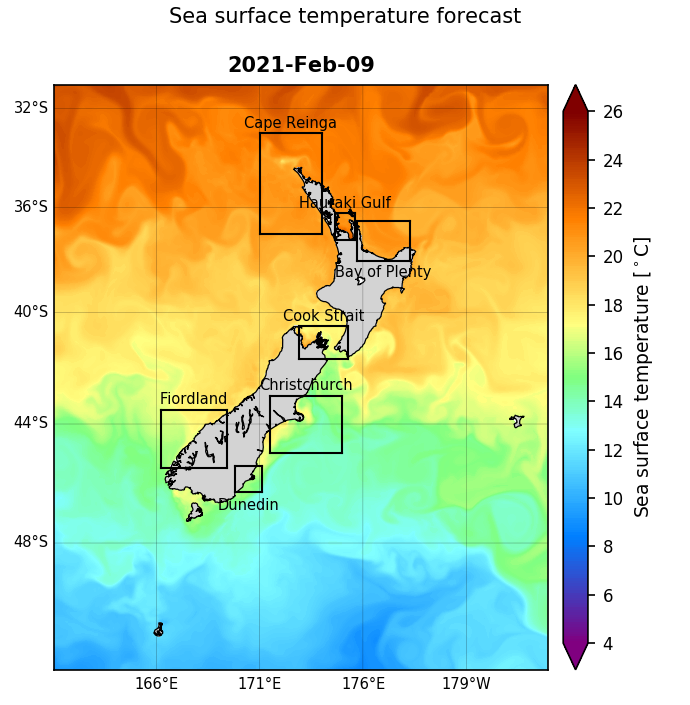 Sea surface temperature forecast
2021-Feb-09
32°S
36°S
40°S
44°S
48°S
Cape Reinga
Hauraki Gulf
Bay of Plenty
Cook Strait
Christchurch
Fiordland
Dunedin
166°E
171°E
176°E
179°W
26
24
22
20
18
16
14
12
10
8
6
4
Sea surface temperature [°C]